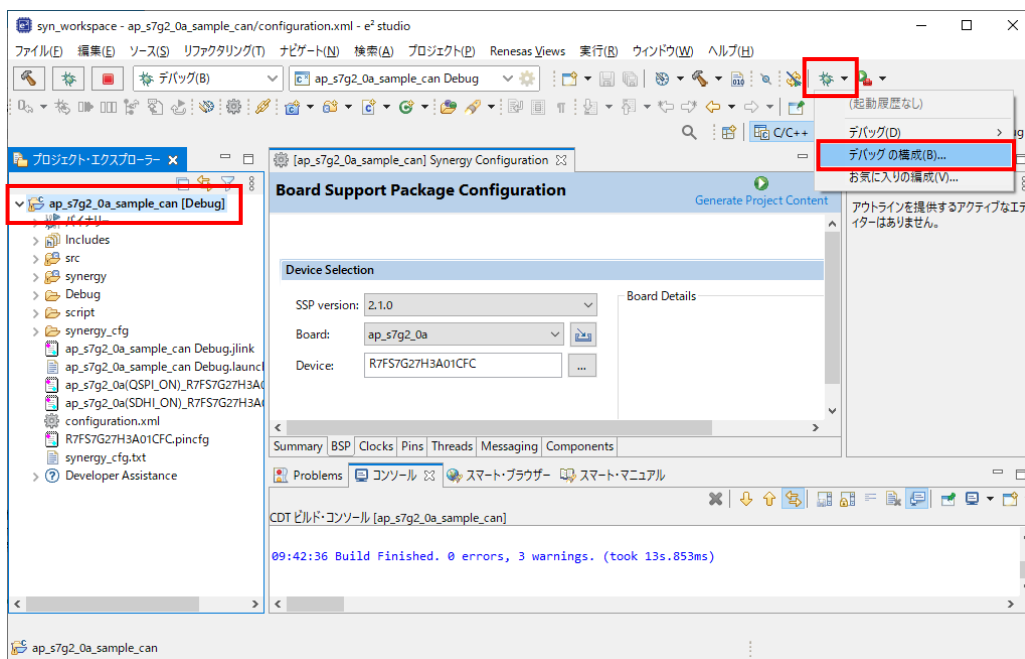 syn_workspace - ap_s7g2_0a_sample_can/configuration.xml - e² studio
ファイル(F) 編集(E) ソース(S) リファクタリング(T) ナビゲート(N) 検索(A) プロジェクト(P) Renesas Views 実行(R) ウィンドウ(W) ヘルプ(H)
デバッグ(B)
ap_s7g2_0a_sample_can Debug
(起動履歴なし)
デバッグ(D)
デバッグ の構成(B)...
お気に入りの構成(V)...
C/C++
プロジェクト・エクスプローラー
[ap_s7g2_0a_sample_can] Synergy Configuration
ap_s7g2_0a_sample_can [Debug]
バイナリー
Includes
src
synergy
Debug
script
synergy_cfg
ap_s7g2_0a_sample_can Debug.jlink
ap_s7g2_0a_sample_can Debug.launc
ap_s7g2_0a(QSPI_ON)_R7FS7G27H3A0
ap_s7g2_0a(SDHI_ON)_R7FS7G27H3A
configuration.xml
R7FS7G27H3A01CFC.pincfg
synergy_cfg.txt
Developer Assistance
Board Support Package Configuration
Generate Project Content
Device Selection
SSP version: 2.1.0
Board: ap_s7g2_0a
Device: R7FS7G27H3A01CFC
...
Board Details
Summary BSP Clocks Pins Threads Messaging Components
アウトラインを提供するアクティブなエデ
ィターはありません。
Problems コンソール スマート・ブラウザー スマート・マニュアル
CDT ビルド・コンソール [ap_s7g2_0a_sample_can]
09:42:36 Build Finished. 0 errors, 3 warnings. (took 13s.853ms)
ap_s7g2_0a_sample_can